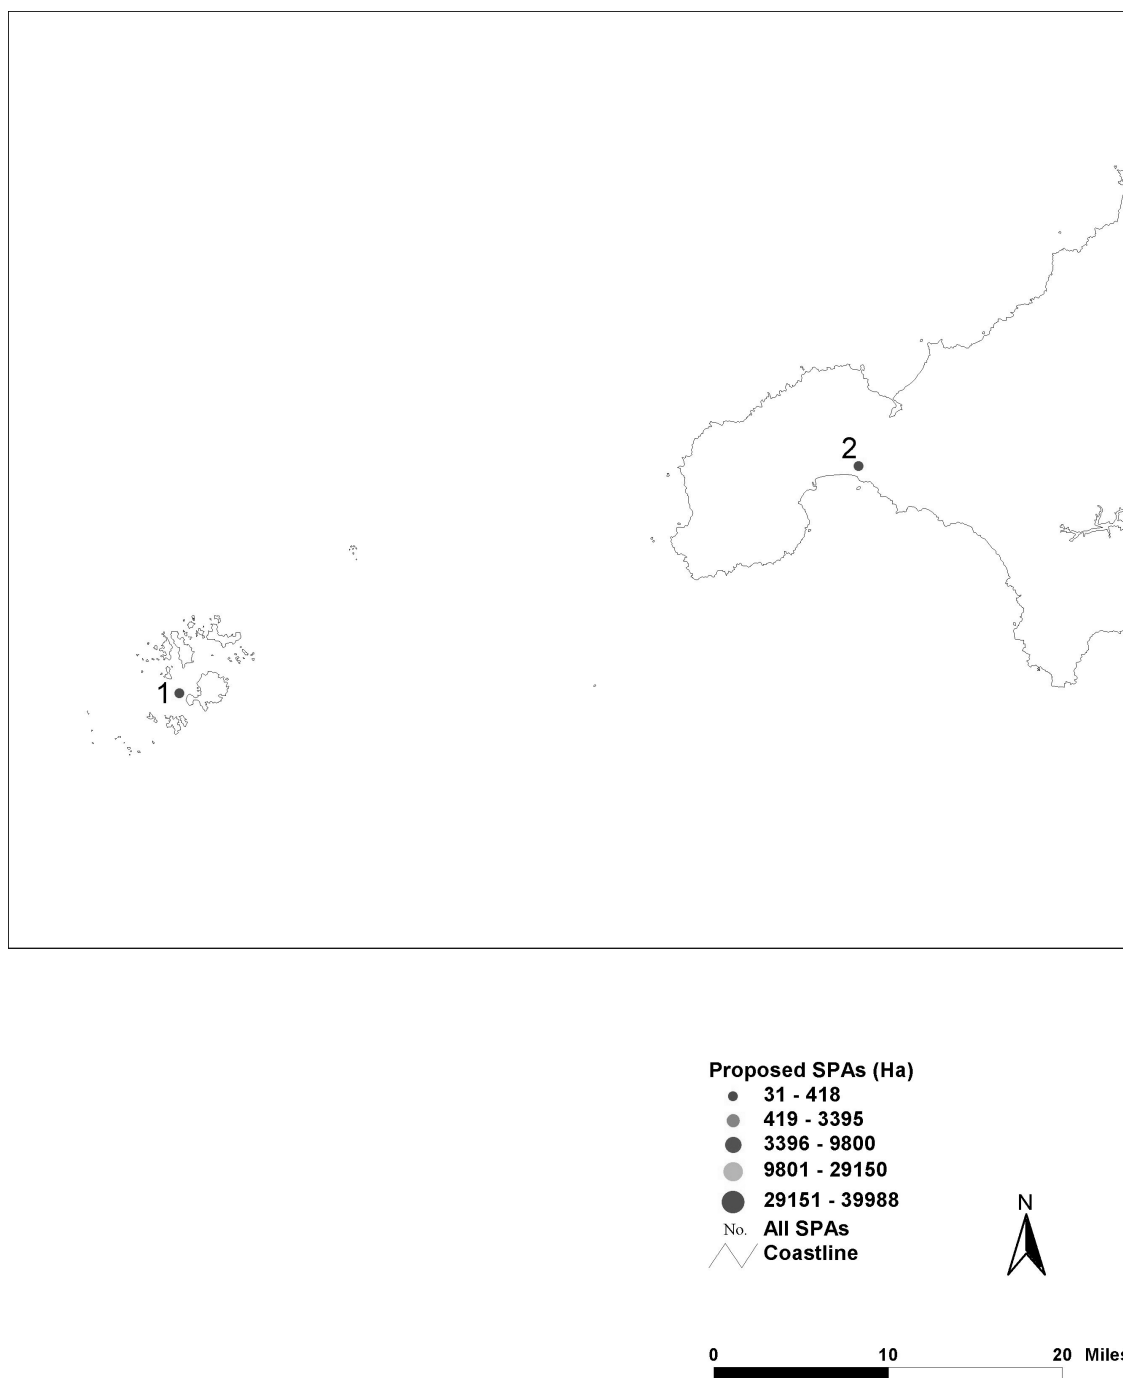 2
1
Proposed SPAs (Ha)
31 - 418
419 - 3395
3396 - 9800
9801 - 29150
29151 - 39988
No. All SPAs
Coastline
N
0 10 20 Miles